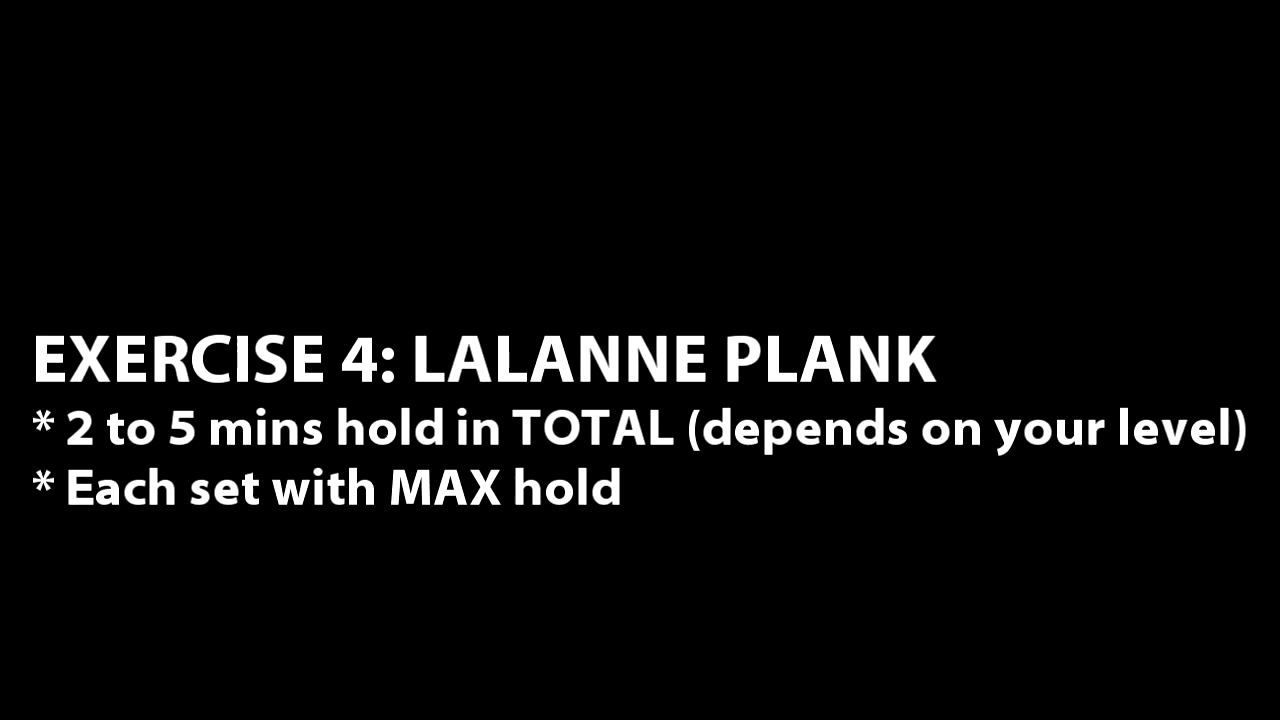 EXERCISE 4: LALANNE PLANK
* 2 to 5 mins hold in TOTAL (depends on your level)
* Each set with MAX hold